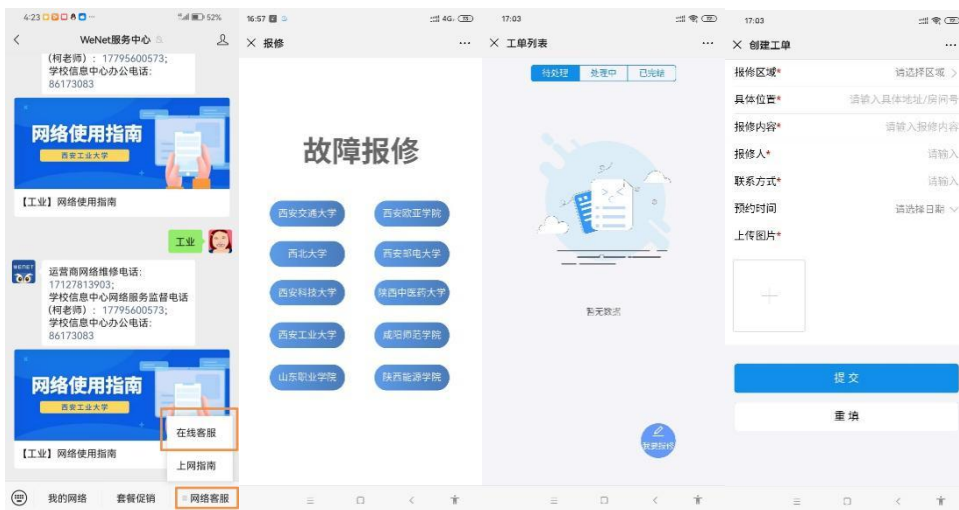 4:23
52%
WeNet服务中心
(柯老师)：17795600573;
学校信息中心办公电话:
86173083
网络使用指南
西安工业大学
【工业】网络使用指南
工业
WENET
运营商网络维修电话:
17127813903;
学校信息中心网络服务监督电话
(柯老师)：17795600573;
学校信息中心办公电话:
86173083
网络使用指南
西安工业大学
【工业】网络使用指南
在线客服
上网指南
我的网络
套餐促销
网络客服
16:57
4G
报修
故障报修
西安交通大学
西安欧亚学院
西北大学
西安邮电大学
西安科技大学
陕西中医药大学
西安工业大学
咸阳师范学院
山东职业学院
陕西能源学院
17:03
工单列表
待处理
处理中
已完结
暂无数据
我要报修
17:03
创建工单
报修区域*
请选择区域
具体位置*
请输入具体地址/房间号
报修内容*
请输入报修内容
报修人*
请输入
联系方式*
请输入
预约时间
请选择日期
上传图片*
提交
重填